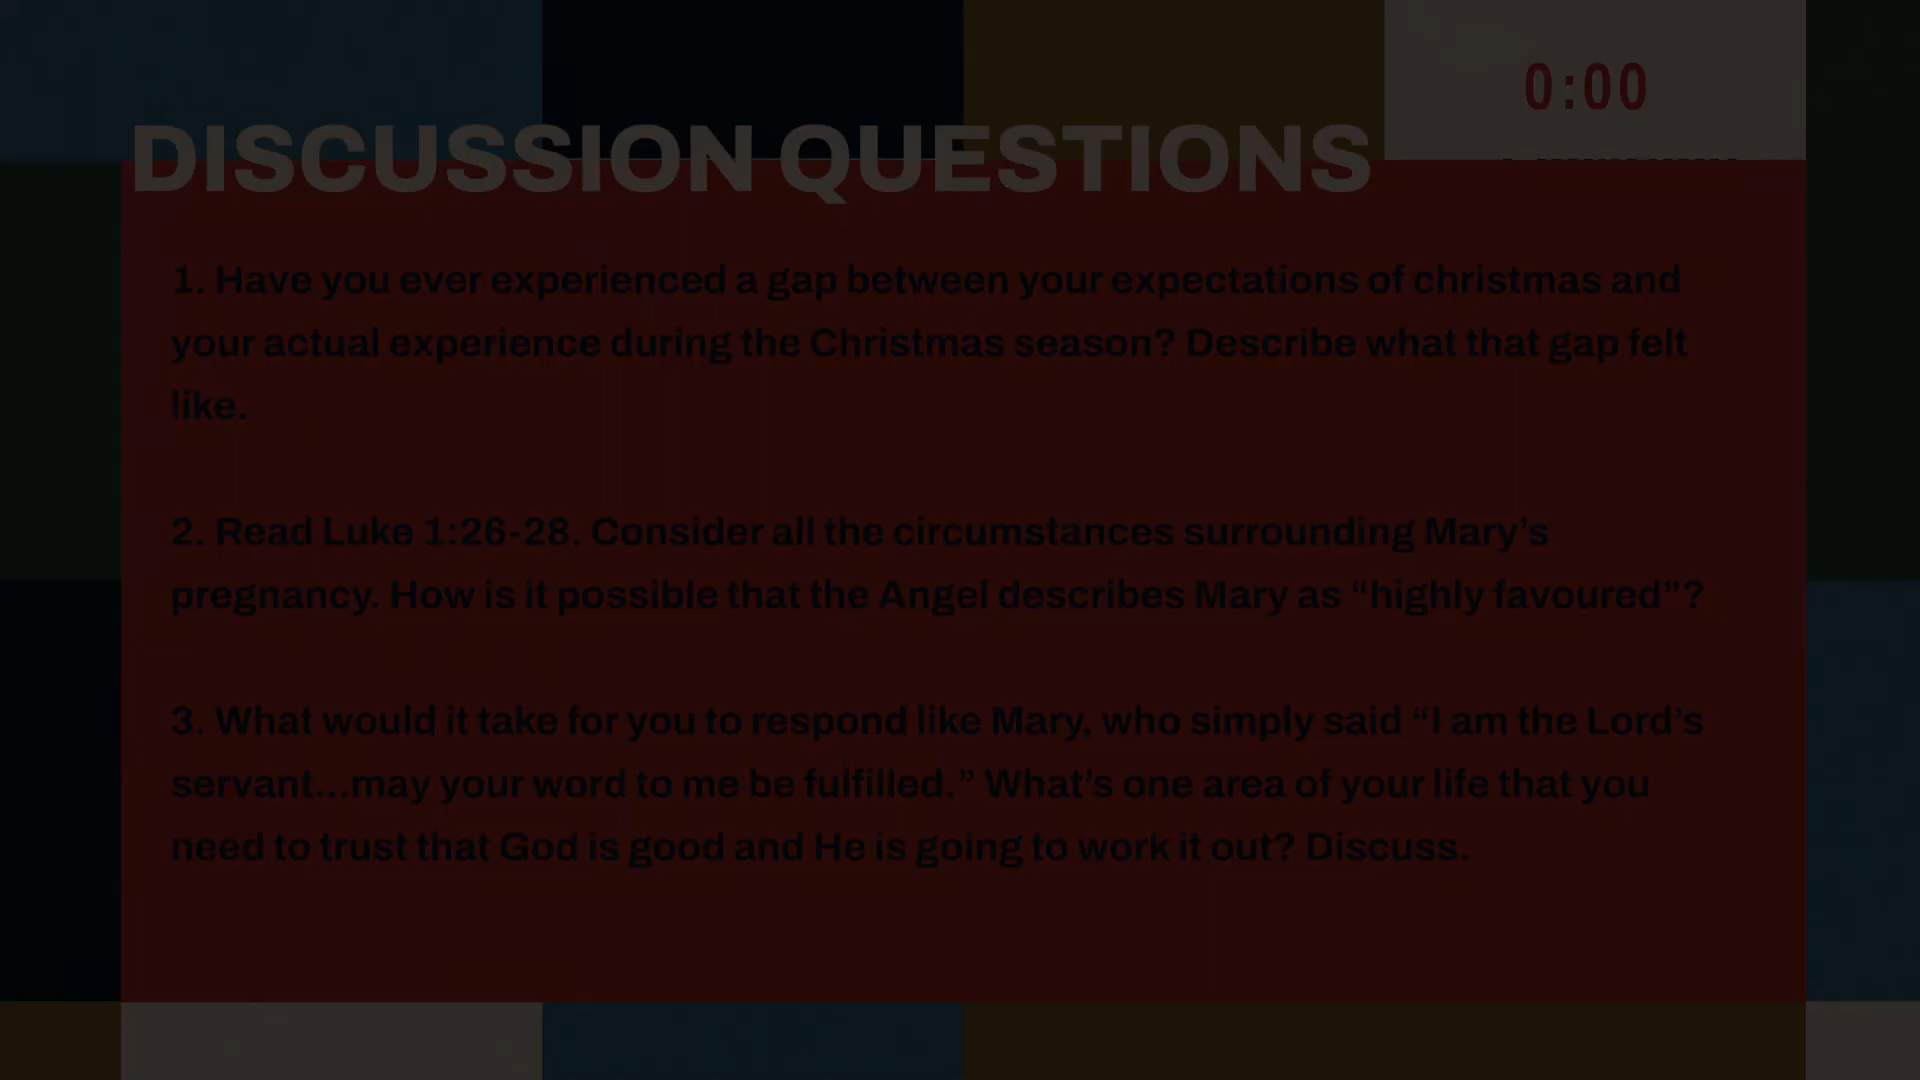 0:00
DISCUSSION QUESTIONS
1. Have you ever experienced a gap between your expectations of christmas and
your actual experience during the Christmas season? Describe what that gap felt
like.
2. Read Luke 1:26-28. Consider all the circumstances surrounding Mary’s
pregnancy. How is it possible that the Angel describes Mary as “highly favoured”?
3. What would it take for you to respond like Mary, who simply said “I am the Lord’s
servant...may your word to me be fulfilled.” What’s one area of your life that you
need to trust that God is good and He is going to work it out? Discuss.